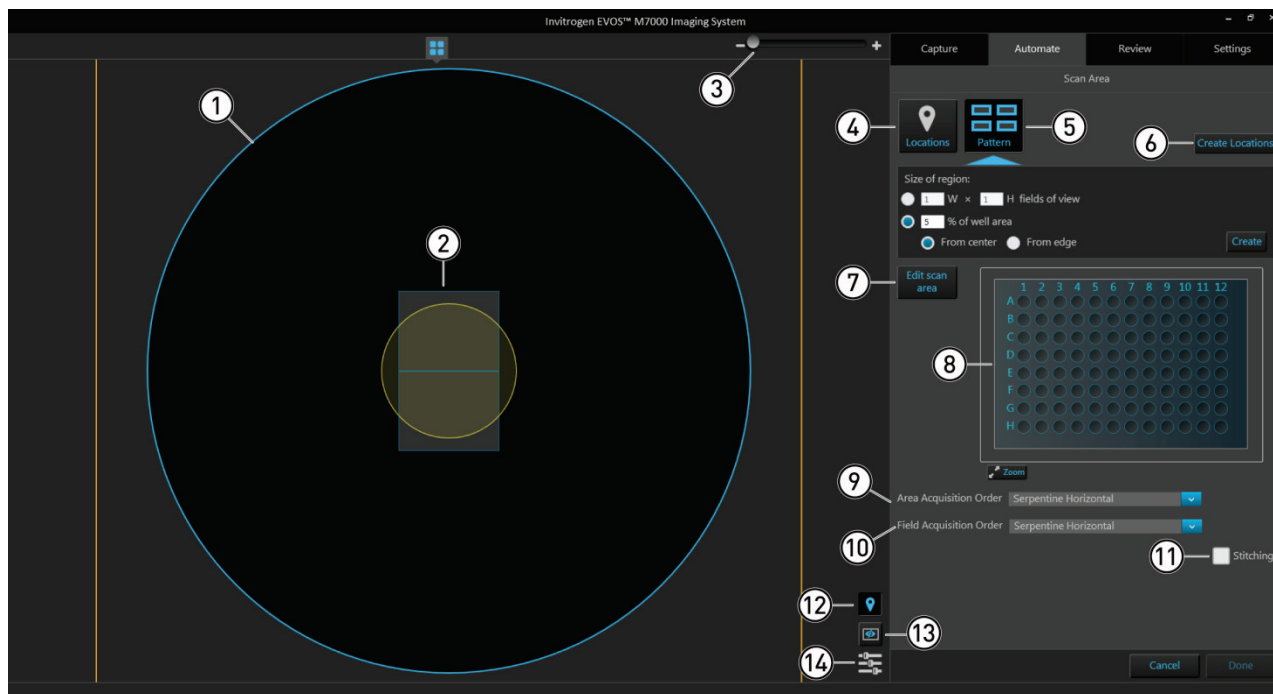 Invitrogen EVOS™ M7000 Imaging System
Capture Automate Review Settings
Scan Area
1
2
3
4
5
6
Locations
Pattern
Create Locations
Size of region:
1 W × 1 H fields of view
5 % of well area
From center From edge
Create
7
Edit scan
area
8
1 2 3 4 5 6 7 8 9 10 11 12
A
B
C
D
E
F
G
H
Zoom
9
Area Acquisition Order Serpentine Horizontal
10
Field Acquisition Order Serpentine Horizontal
11
Stitching
12
13
14
Cancel Done